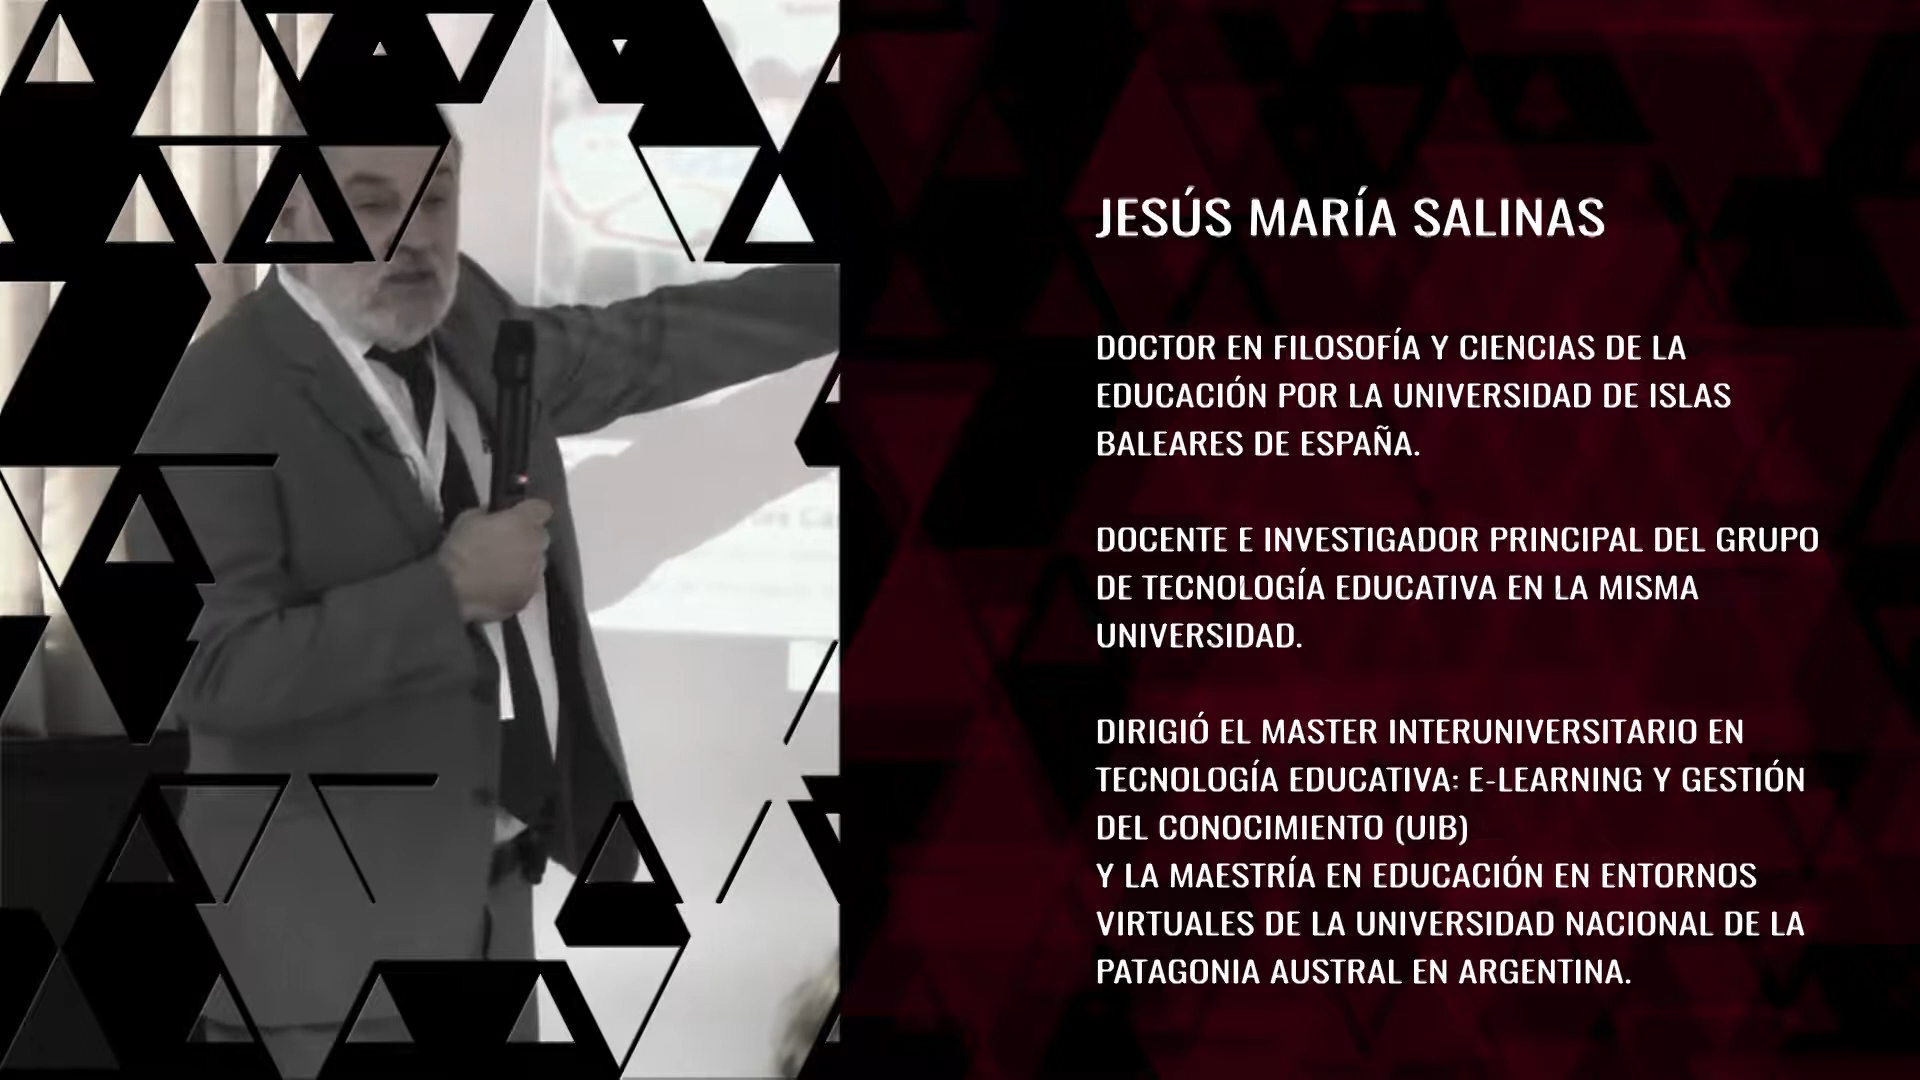 JESÚS MARÍA SALINAS
DOCTOR EN FILOSOFÍA Y CIENCIAS DE LA
EDUCACIÓN POR LA UNIVERSIDAD DE ISLAS
BALEARES DE ESPAÑA.
DOCENTE E INVESTIGADOR PRINCIPAL DEL GRUPO
DE TECNOLOGÍA EDUCATIVA EN LA MISMA
UNIVERSIDAD.
DIRIGIÓ EL MASTER INTERUNIVERSITARIO EN
TECNOLOGÍA EDUCATIVA: E-LEARNING Y GESTIÓN
DEL CONOCIMIENTO (UIB)
Y LA MAESTRÍA EN EDUCACIÓN EN ENTORNOS
VIRTUALES DE LA UNIVERSIDAD NACIONAL DE LA
PATAGONIA AUSTRAL EN ARGENTINA.